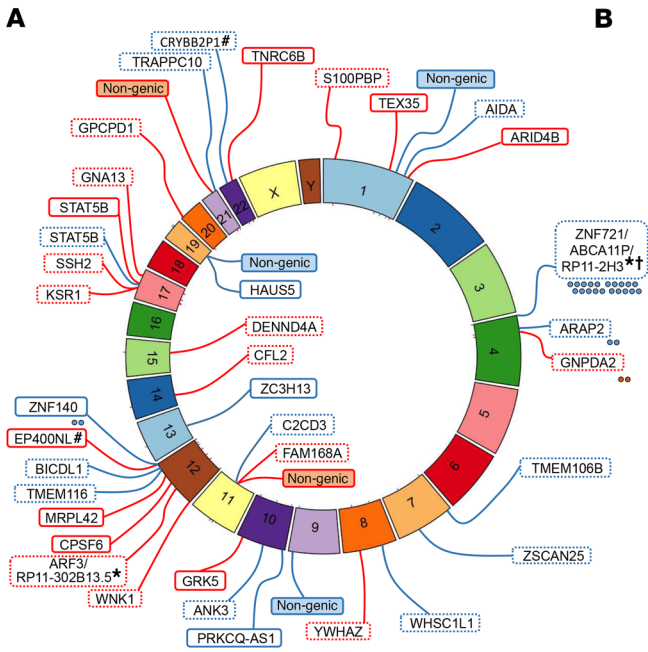 A
B
CRYBB2P1#
TRAPPC10
TNRC6B
Non-genic
S100PBP
Non-genic
TEX35
AIDA
GPCPD1
ARID4B
GNA13
STAT5B
STAT5B
SSH2
KSR1
Non-genic
HAUS5
ZNF721/
ABCA11P/
RP11-2H3*†
ARAP2
GNPDA2
DENND4A
CFL2
ZC3H13
ZNF140
EP400NL#
BICDL1
TMEM116
MRPL42
CPSF6
ARF3/
RP11-302B13.5*
WNK1
C2CD3
FAM168A
Non-genic
TMEM106B
ZSCAN25
GRK5
ANK3
PRKCQ-AS1
Non-genic
YWHAZ
WHSC1L1
1
2
3
4
5
6
7
8
9
10
11
12
13
14
15
16
17
18
19
20
21
22
X
Y